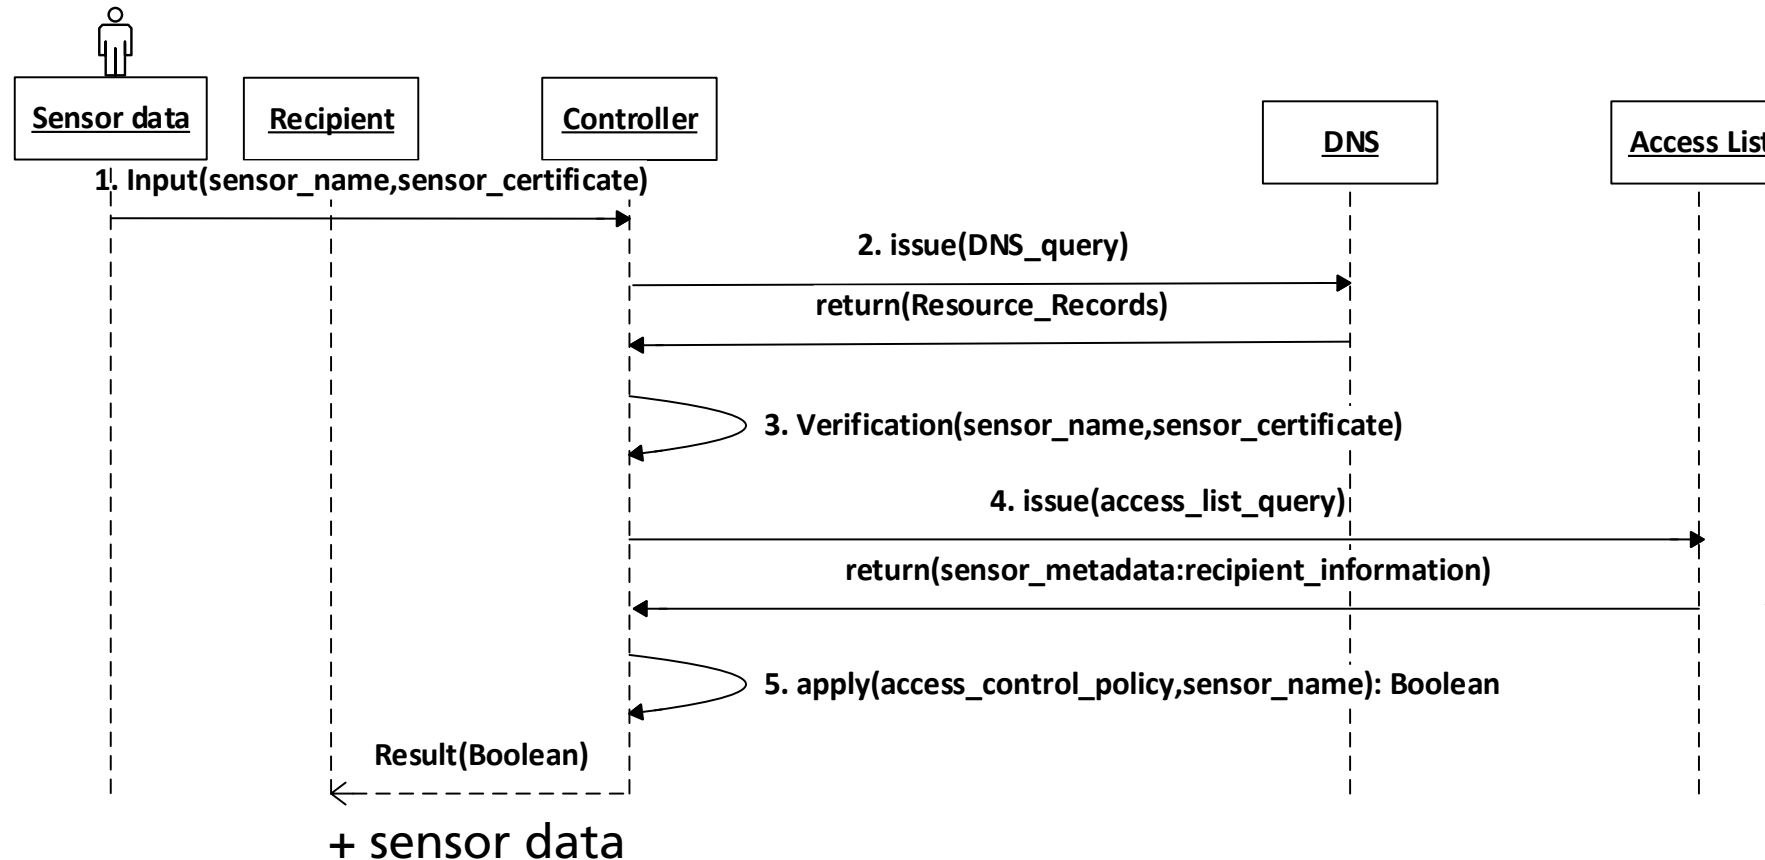 Sensor data
Recipient
Controller
DNS
Access List
1. Input(sensor_name,sensor_certificate)
2. issue(DNS_query)
return(Resource_Records)
3. Verification(sensor_name,sensor_certificate)
4. issue(access_list_query)
return(sensor_metadata:recipient_information)
5. apply(access_control_policy,sensor_name): Boolean
Result(Boolean)
+ sensor data